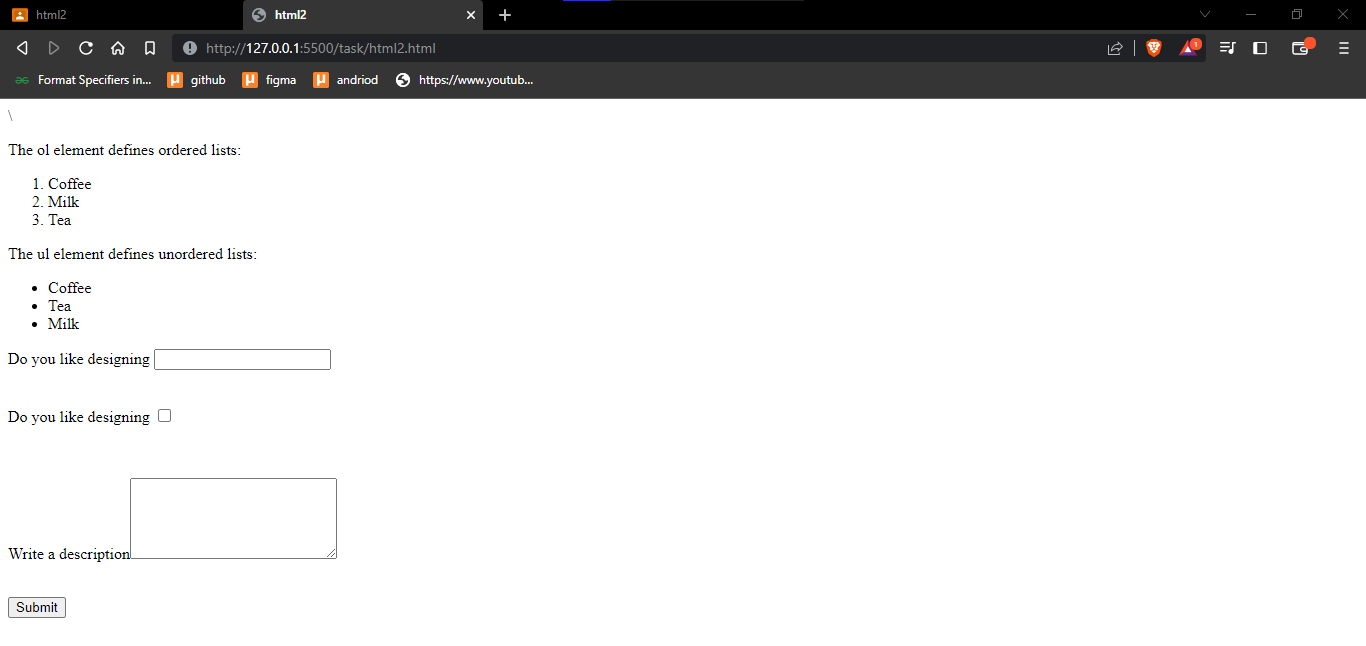 html2
html2
http://127.0.0.1:5500/task/html2.html
1
Format Specifiers in...
github
figma
andriod
https://www.youtub...
\
The ol element defines ordered lists:
1. Coffee
2. Milk
3. Tea
The ul element defines unordered lists:
• Coffee
• Tea
• Milk
Do you like designing
Do you like designing
Write a description
Submit